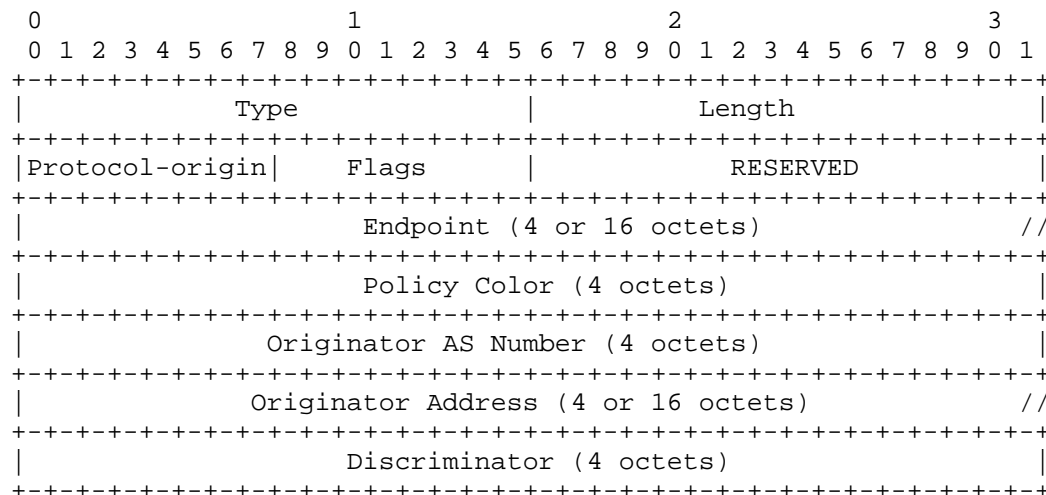 0                   1                   2                   3
 0 1 2 3 4 5 6 7 8 9 0 1 2 3 4 5 6 7 8 9 0 1 2 3 4 5 6 7 8 9 0 1
+-+-+-+-+-+-+-+-+-+-+-+-+-+-+-+-+-+-+-+-+-+-+-+-+-+-+-+-+-+-+-+-+
|             Type              |          Length               |
+-+-+-+-+-+-+-+-+-+-+-+-+-+-+-+-+-+-+-+-+-+-+-+-+-+-+-+-+-+-+-+-+
|Protocol-origin|    Flags      |            RESERVED           |
+-+-+-+-+-+-+-+-+-+-+-+-+-+-+-+-+-+-+-+-+-+-+-+-+-+-+-+-+-+-+-+-+
|                     Endpoint (4 or 16 octets)                //
+-+-+-+-+-+-+-+-+-+-+-+-+-+-+-+-+-+-+-+-+-+-+-+-+-+-+-+-+-+-+-+-+
|                     Policy Color (4 octets)                   |
+-+-+-+-+-+-+-+-+-+-+-+-+-+-+-+-+-+-+-+-+-+-+-+-+-+-+-+-+-+-+-+-+
|               Originator AS Number (4 octets)                 |
+-+-+-+-+-+-+-+-+-+-+-+-+-+-+-+-+-+-+-+-+-+-+-+-+-+-+-+-+-+-+-+-+
|              Originator Address (4 or 16 octets)             //
+-+-+-+-+-+-+-+-+-+-+-+-+-+-+-+-+-+-+-+-+-+-+-+-+-+-+-+-+-+-+-+-+
|                    Discriminator (4 octets)                   |
+-+-+-+-+-+-+-+-+-+-+-+-+-+-+-+-+-+-+-+-+-+-+-+-+-+-+-+-+-+-+-+-+